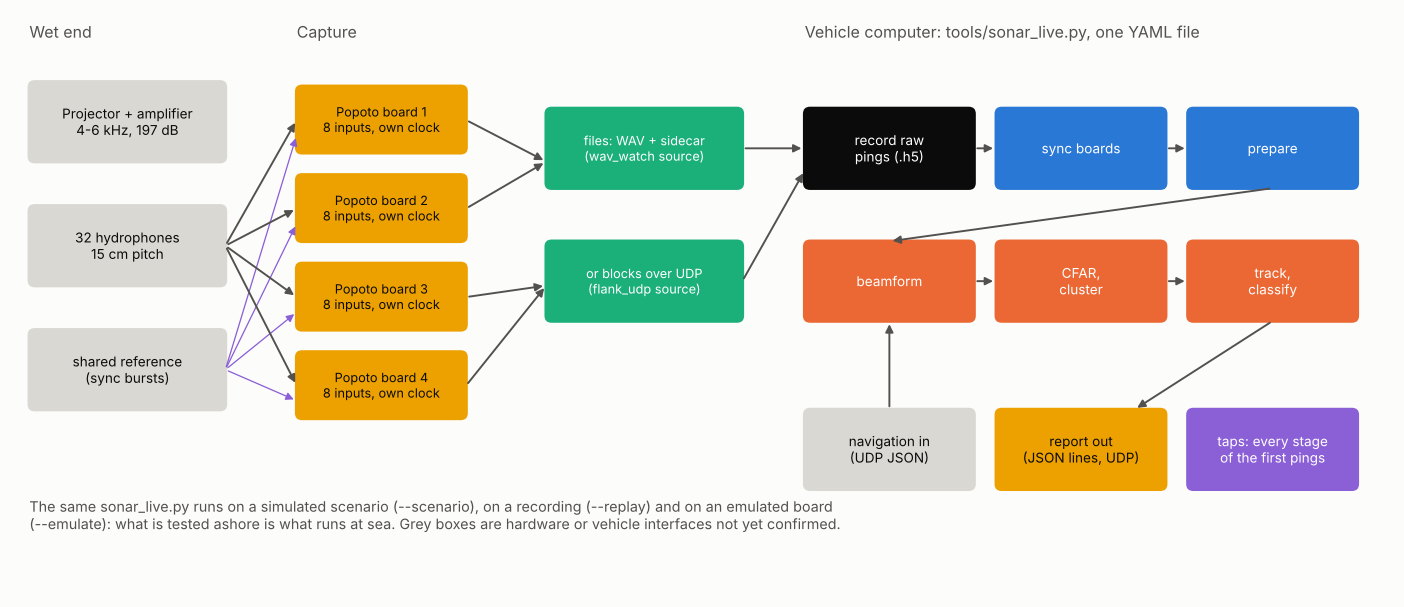 Wet end
Capture
Vehicle computer: tools/sonar_live.py, one YAML file
Projector + amplifier
4-6 kHz, 197 dB
32 hydrophones
15 cm pitch
shared reference
(sync bursts)
Popoto board 1
8 inputs, own clock
Popoto board 2
8 inputs, own clock
Popoto board 3
8 inputs, own clock
Popoto board 4
8 inputs, own clock
files: WAV + sidecar
(wav_watch source)
or blocks over UDP
(flank_udp source)
record raw
pings (.h5)
sync boards
prepare
beamform
CFAR,
cluster
track,
classify
navigation in
(UDP JSON)
report out
(JSON lines, UDP)
taps: every stage
of the first pings
The same sonar_live.py runs on a simulated scenario (--scenario), on a recording (--replay) and on an emulated board
(--emulate): what is tested ashore is what runs at sea. Grey boxes are hardware or vehicle interfaces not yet confirmed.